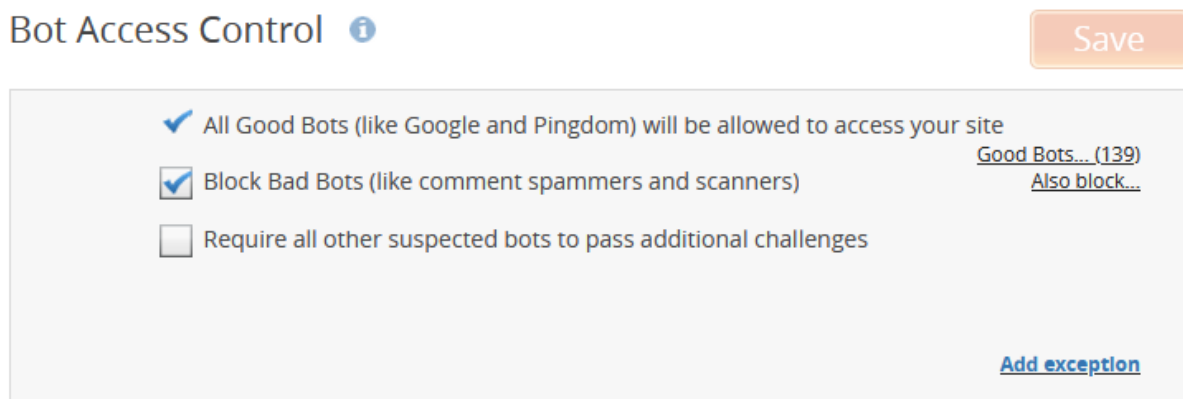 Bot Access Control
Save
All Good Bots (like Google and Pingdom) will be allowed to access your site
Good Bots... (139)
Block Bad Bots (like comment spammers and scanners)
Also block...
Require all other suspected bots to pass additional challenges
Add exception